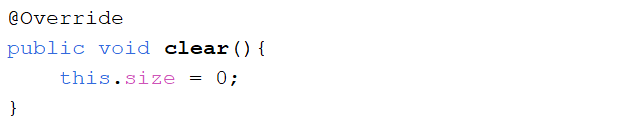 @Override
public void clear(){
    this.size = 0;
}